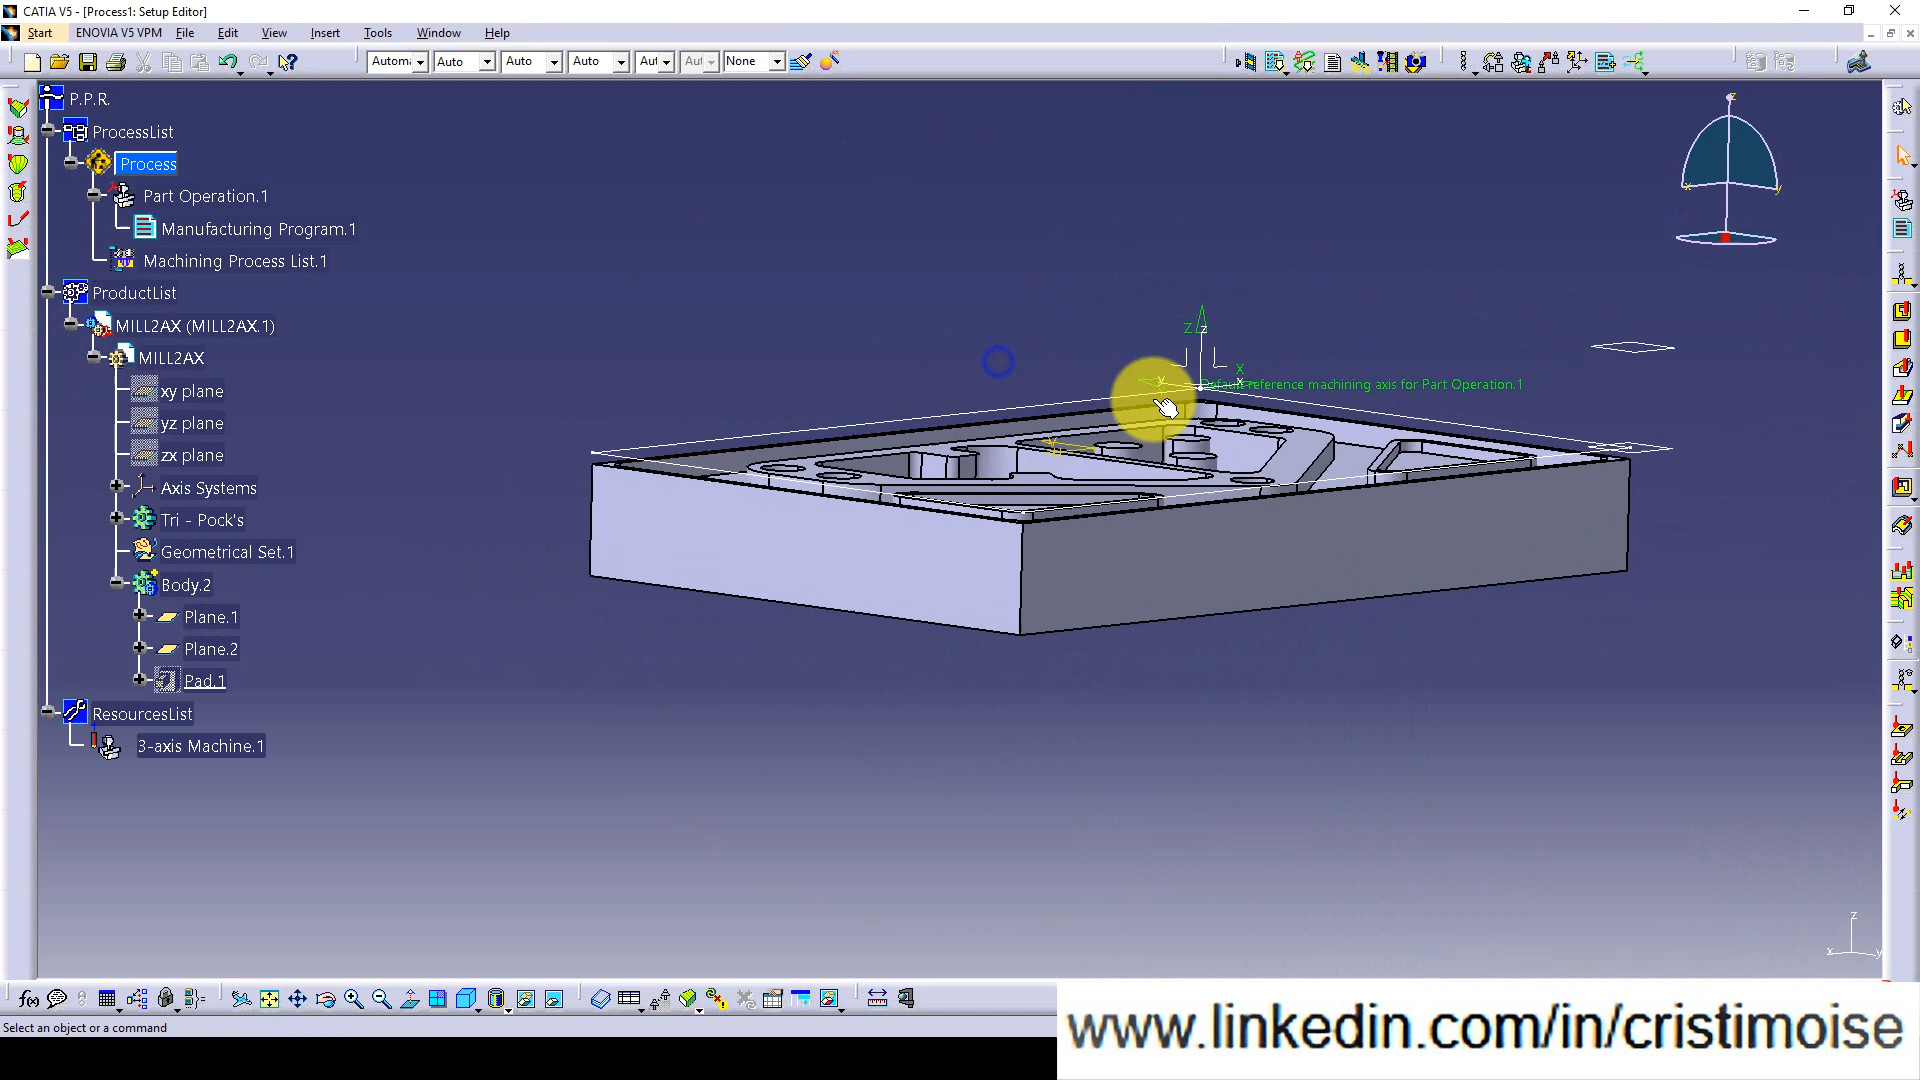 CATIA V5 - [Process1: Setup Editor]
Start ENOVIA V5 VPM File Edit View Insert Tools Window Help
Auto Auto Auto None
P.P.R.
ProcessList
Process
Part Operation.1
Manufacturing Program.1
Machining Process List.1
ProductList
MILL2AX (MILL2AX.1)
MILL2AX
xy plane
yz plane
zx plane
Axis Systems
Tri - Pock's
Geometrical Set.1
Body.2
Plane.1
Plane.2
Pad.1
ResourcesList
3-axis Machine.1
z
x y
Z z
X
y x
Default reference machining axis for Part Operation.1
z
x y
f(x)
Select an object or a command
www.linkedin.com/in/cristimoise